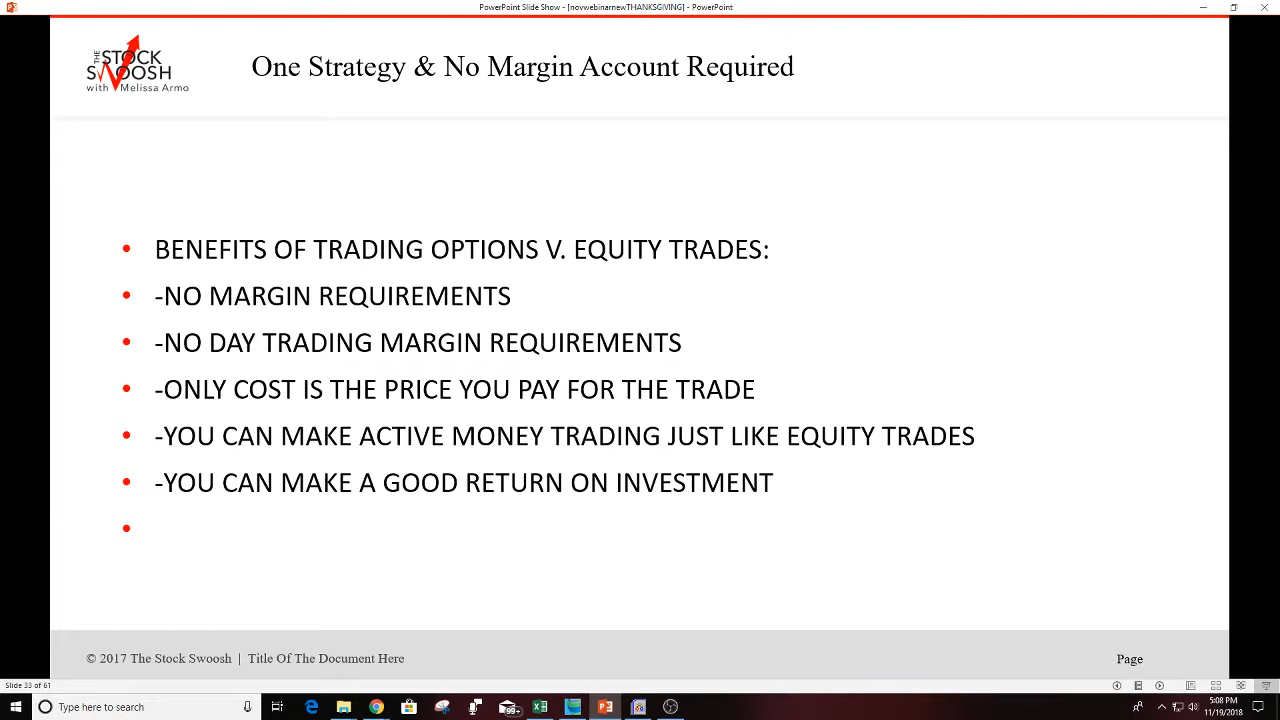 PowerPoint Slide Show - [novwebinarnewTHANKSGIVING] - PowerPoint
THE
STOCK
SWOOSH
with Melissa Armo
One Strategy & No Margin Account Required
• BENEFITS OF TRADING OPTIONS V. EQUITY TRADES:
• -NO MARGIN REQUIREMENTS
• -NO DAY TRADING MARGIN REQUIREMENTS
• -ONLY COST IS THE PRICE YOU PAY FOR THE TRADE
• -YOU CAN MAKE ACTIVE MONEY TRADING JUST LIKE EQUITY TRADES
• -YOU CAN MAKE A GOOD RETURN ON INVESTMENT
•
© 2017 The Stock Swoosh | Title Of The Document Here
Page
Slide 33 of 61
Type here to search
99+
5:08 PM
11/19/2018